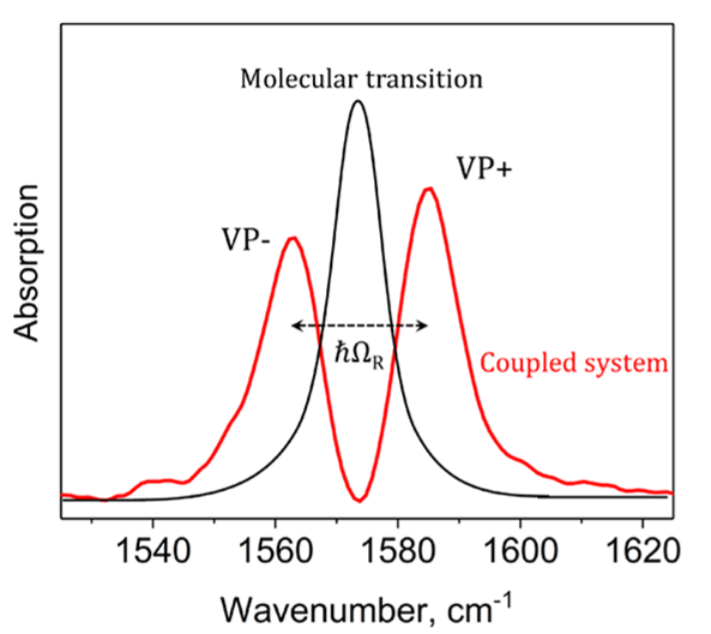 Molecular transition
VP+
VP-
ħΩR
Coupled system
Absorption
1540 1560 1580 1600 1620
Wavenumber, cm-1